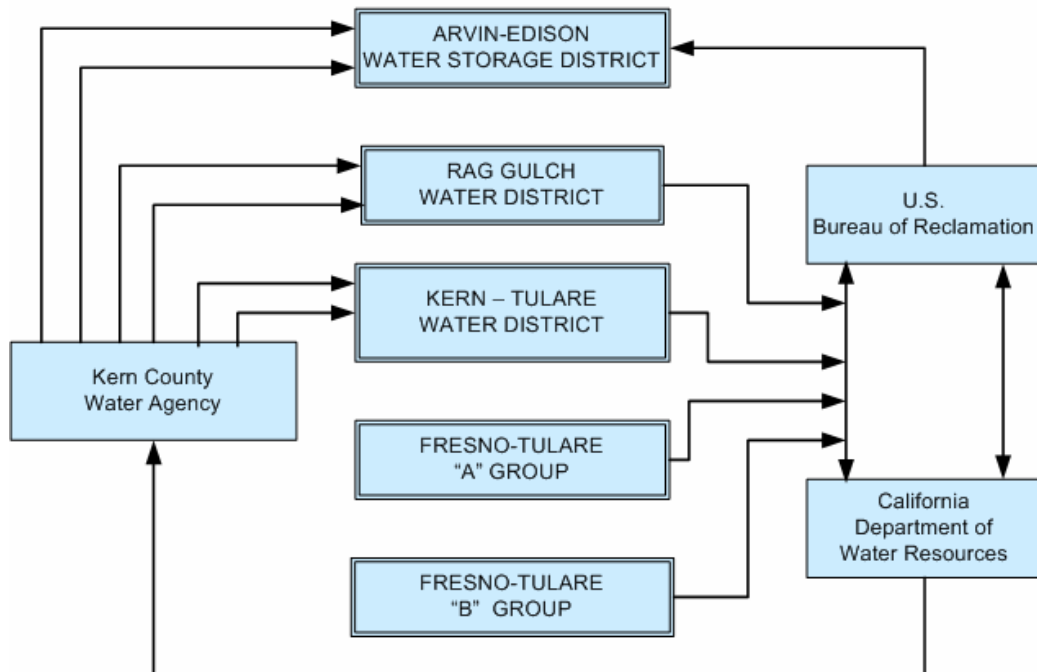 ARVIN-EDISON
WATER STORAGE DISTRICT
RAG GULCH
WATER DISTRICT
U.S.
Bureau of Reclamation
KERN – TULARE
WATER DISTRICT
Kern County
Water Agency
FRESNO-TULARE
“A” GROUP
California
Department of
Water Resources
FRESNO-TULARE
“B” GROUP